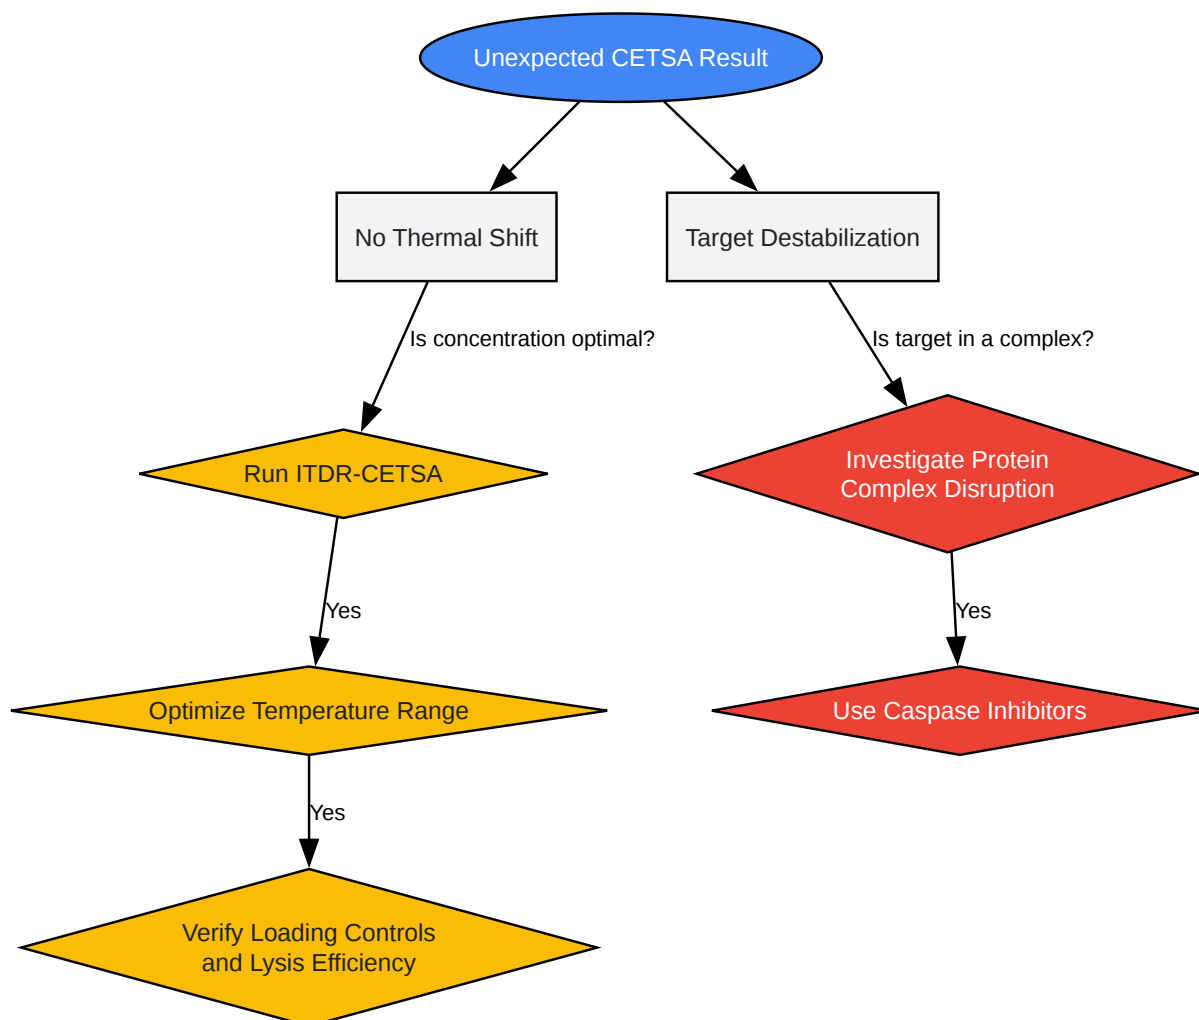 Unexpected CETSA Result
No Thermal Shift
Target Destabilization
Is concentration optimal?
Is target in a complex?
Run ITDR-CETSA
Investigate Protein
Complex Disruption
Yes
Yes
Optimize Temperature Range
Use Caspase Inhibitors
Yes
Verify Loading Controls
and Lysis Efficiency